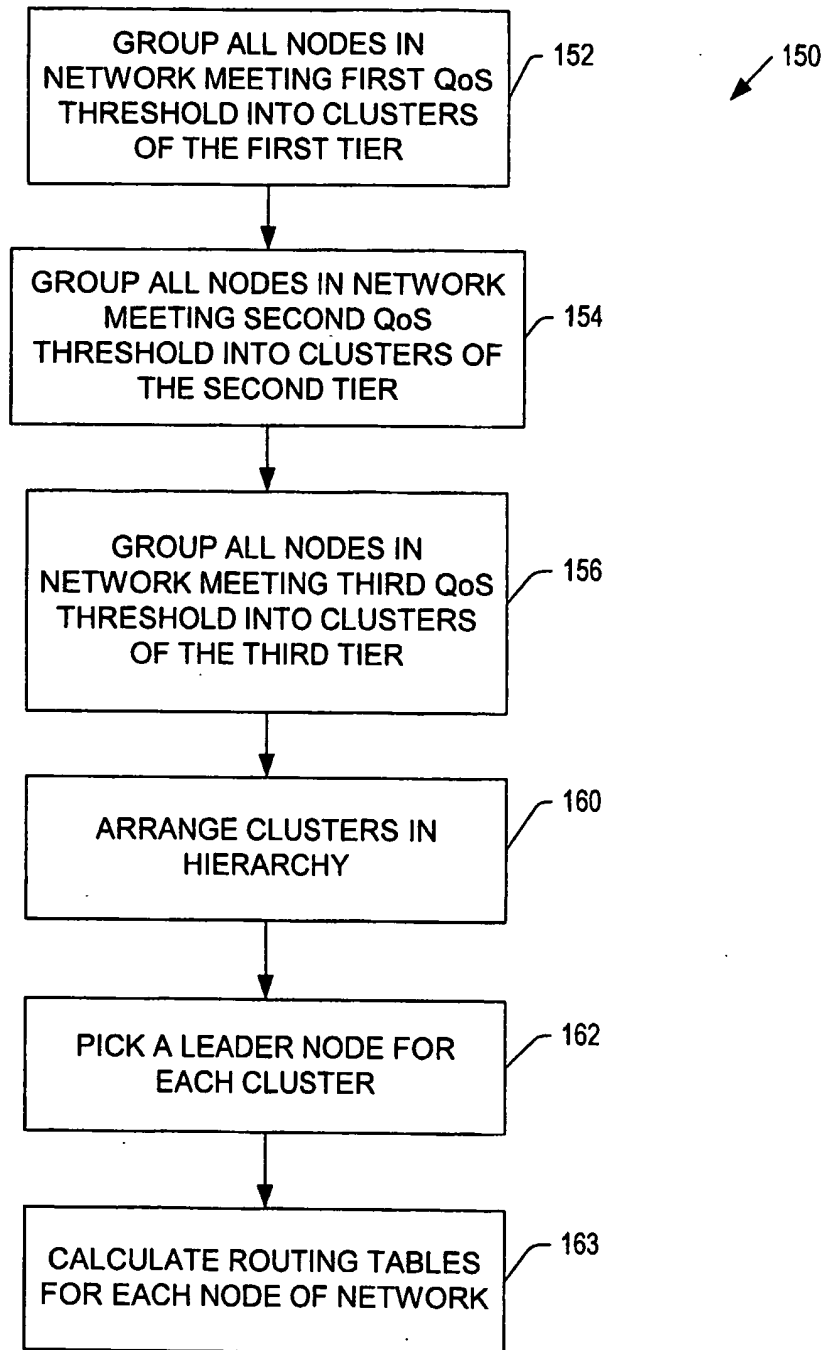 GROUP ALL NODES IN
NETWORK MEETING FIRST QoS
THRESHOLD INTO CLUSTERS
OF THE FIRST TIER
152
150
GROUP ALL NODES IN NETWORK
MEETING SECOND QoS
THRESHOLD INTO CLUSTERS OF
THE SECOND TIER
154
GROUP ALL NODES IN
NETWORK MEETING THIRD QoS
THRESHOLD INTO CLUSTERS
OF THE THIRD TIER
156
ARRANGE CLUSTERS IN
HIERARCHY
160
PICK A LEADER NODE FOR
EACH CLUSTER
162
CALCULATE ROUTING TABLES
FOR EACH NODE OF NETWORK
163